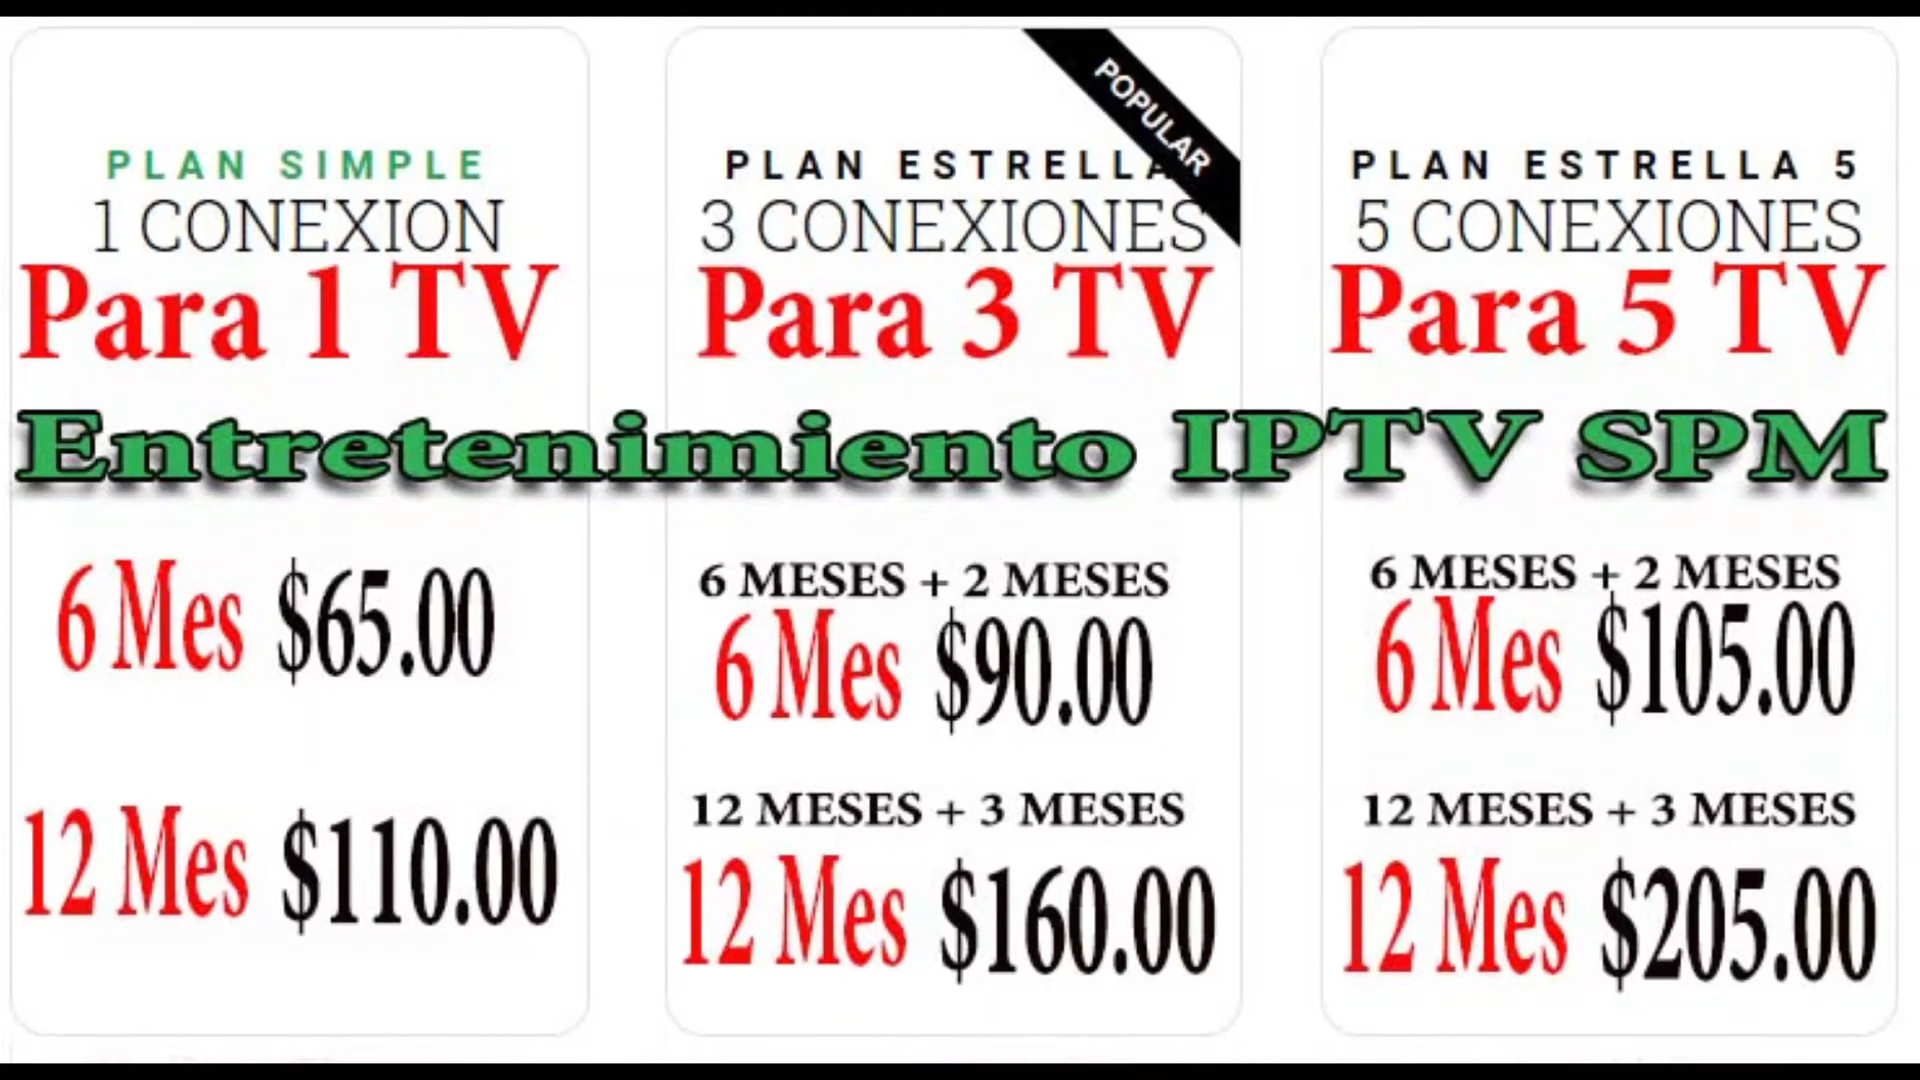 PLAN SIMPLE
1 CONEXION
Para 1 TV
POPULAR
PLAN ESTRELLA
3 CONEXIONES
Para 3 TV
PLAN ESTRELLA 5
5 CONEXIONES
Para 5 TV
Entretenimiento IPTV SPM
6 Mes $65.00
12 Mes $110.00
6 MESES + 2 MESES
6 Mes $90.00
12 MESES + 3 MESES
12 Mes $160.00
6 MESES + 2 MESES
6 Mes $105.00
12 MESES + 3 MESES
12 Mes $205.00